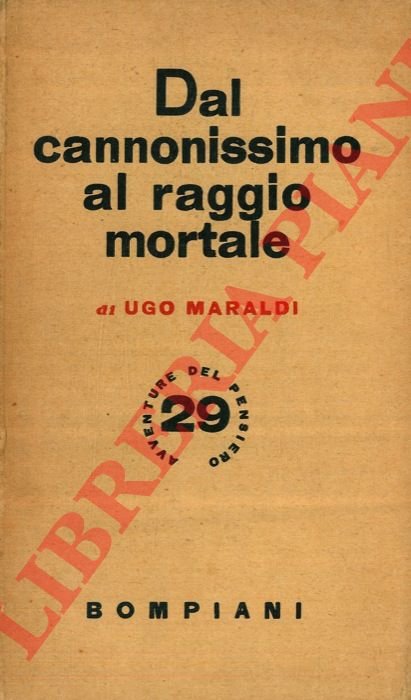 Dal
cannonissimo
al raggio
mortale
di UGO MARALDI
AVVENTURE DEL PENSIERO
29
BOMPIANI
LIBRERIA PIANI